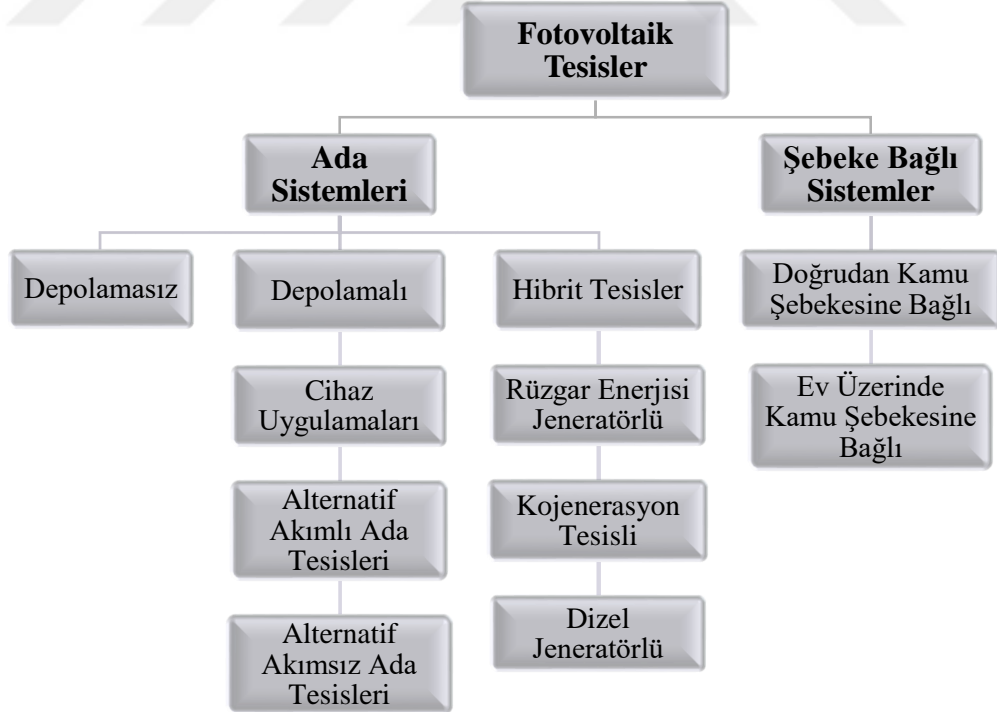 Fotovoltaik
Tesisler
Ada
Sistemleri
Şebeke Bağlı
Sistemler
Depolamasız
Depolamalı
Hibrit Tesisler
Doğrudan Kamu
Şebekesine Bağlı
Cihaz
Uygulamaları
Rüzgar Enerjisi
Jeneratörlü
Ev Üzerinde
Kamu Şebekesine
Bağlı
Alternatif
Akımlı Ada
Tesisleri
Kojenerasyon
Tesisli
Alternatif
Akımsız Ada
Tesisleri
Dizel
Jeneratörlü